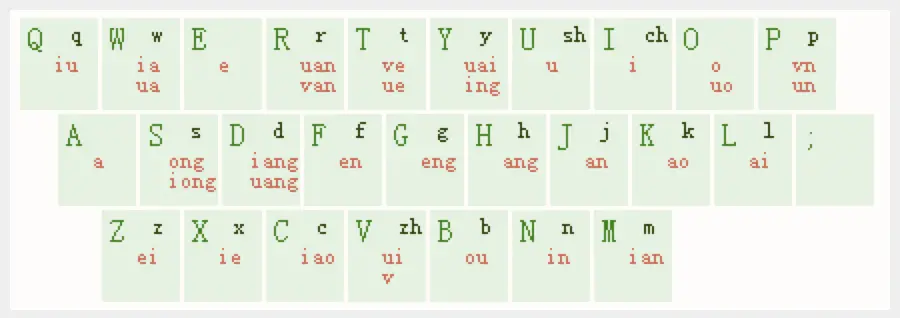 Q q W w E R r T t Y y U sh I ch O P p
iu ia e uan ve uai u i o vn
ua van ue ing uo un
A S s D d F f G g H h J j K k L l ;
a ong iang en eng ang an ao ai
iong uang
Z z X x C c V zh B b N n M m
ei ie iao ui ou in ian
v